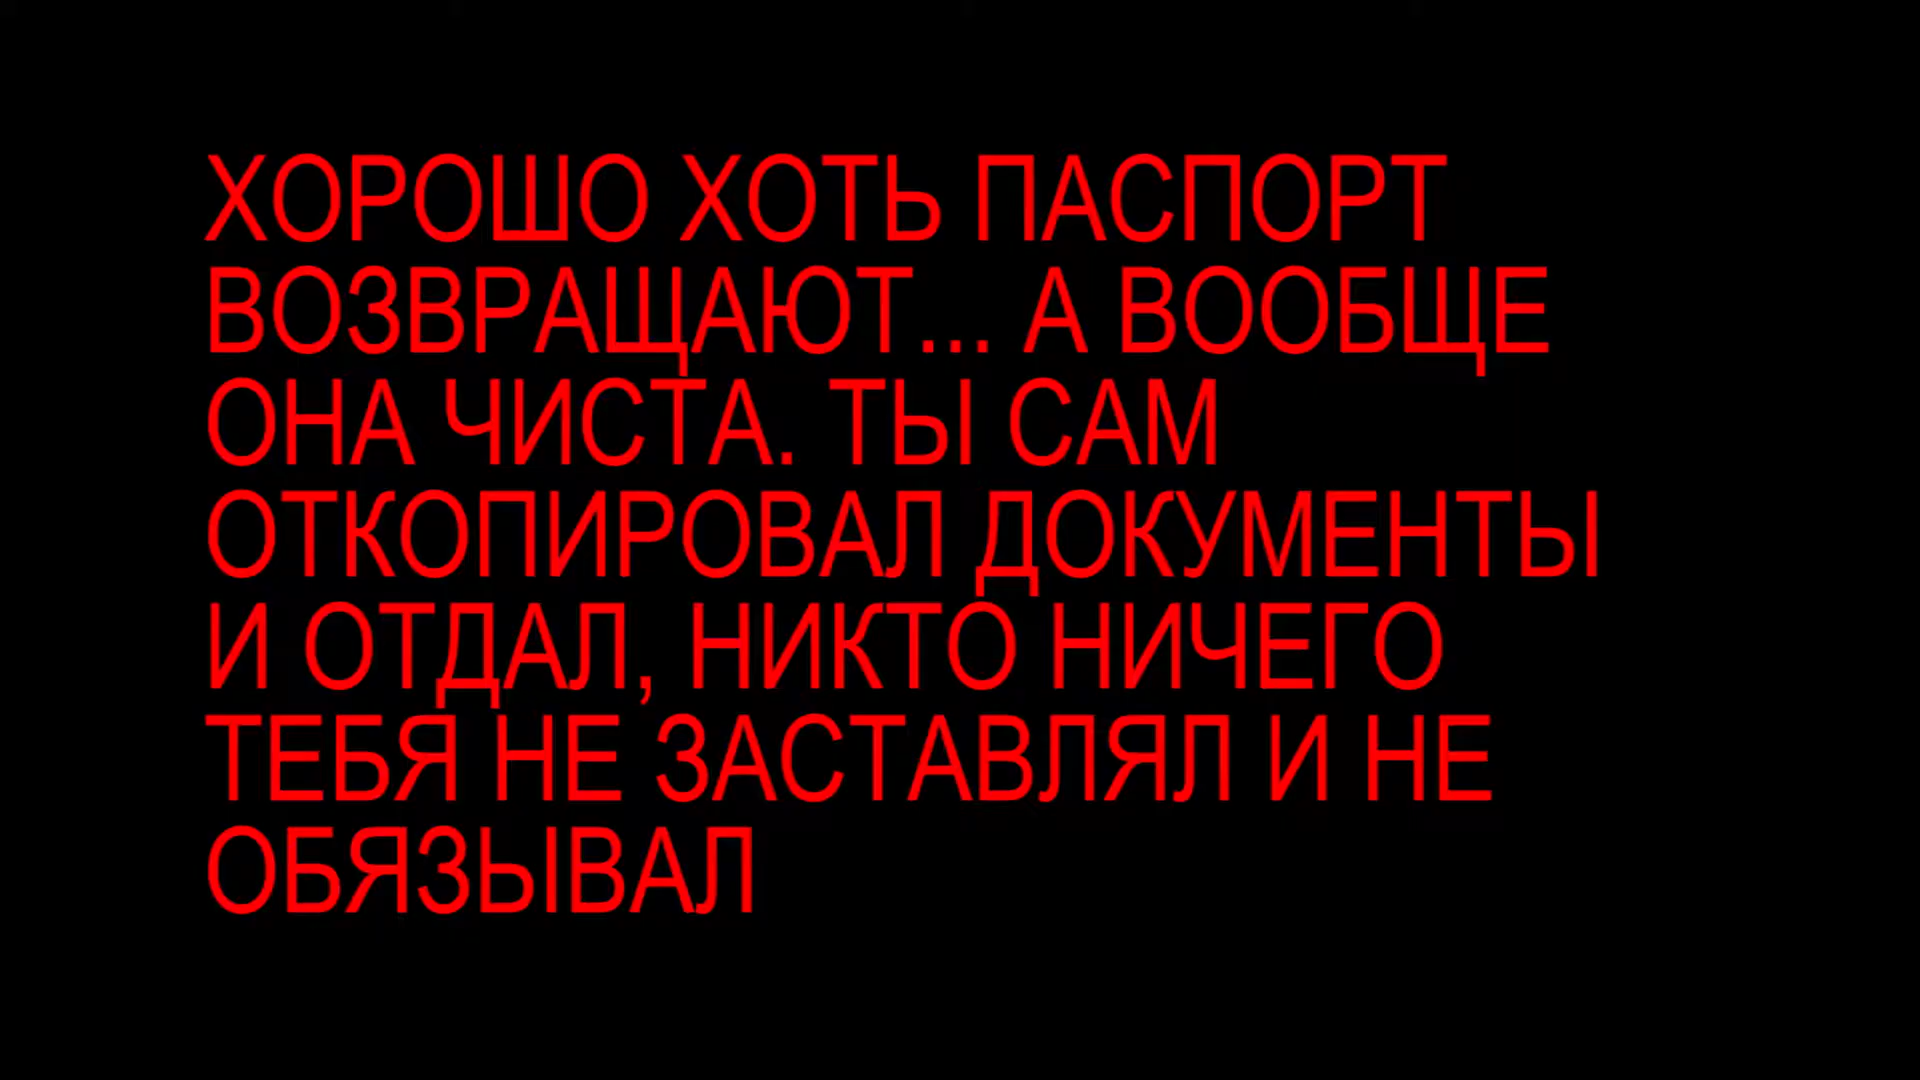 ХОРОШО ХОТЬ ПАСПОРТ
ВОЗВРАЩАЮТ... А ВООБЩЕ
ОНА ЧИСТА. ТЫ САМ
ОТКОПИРОВАЛ ДОКУМЕНТЫ
И ОТДАЛ, НИКТО НИЧЕГО
ТЕБЯ НЕ ЗАСТАВЛЯЛ И НЕ
ОБЯЗЫВАЛ